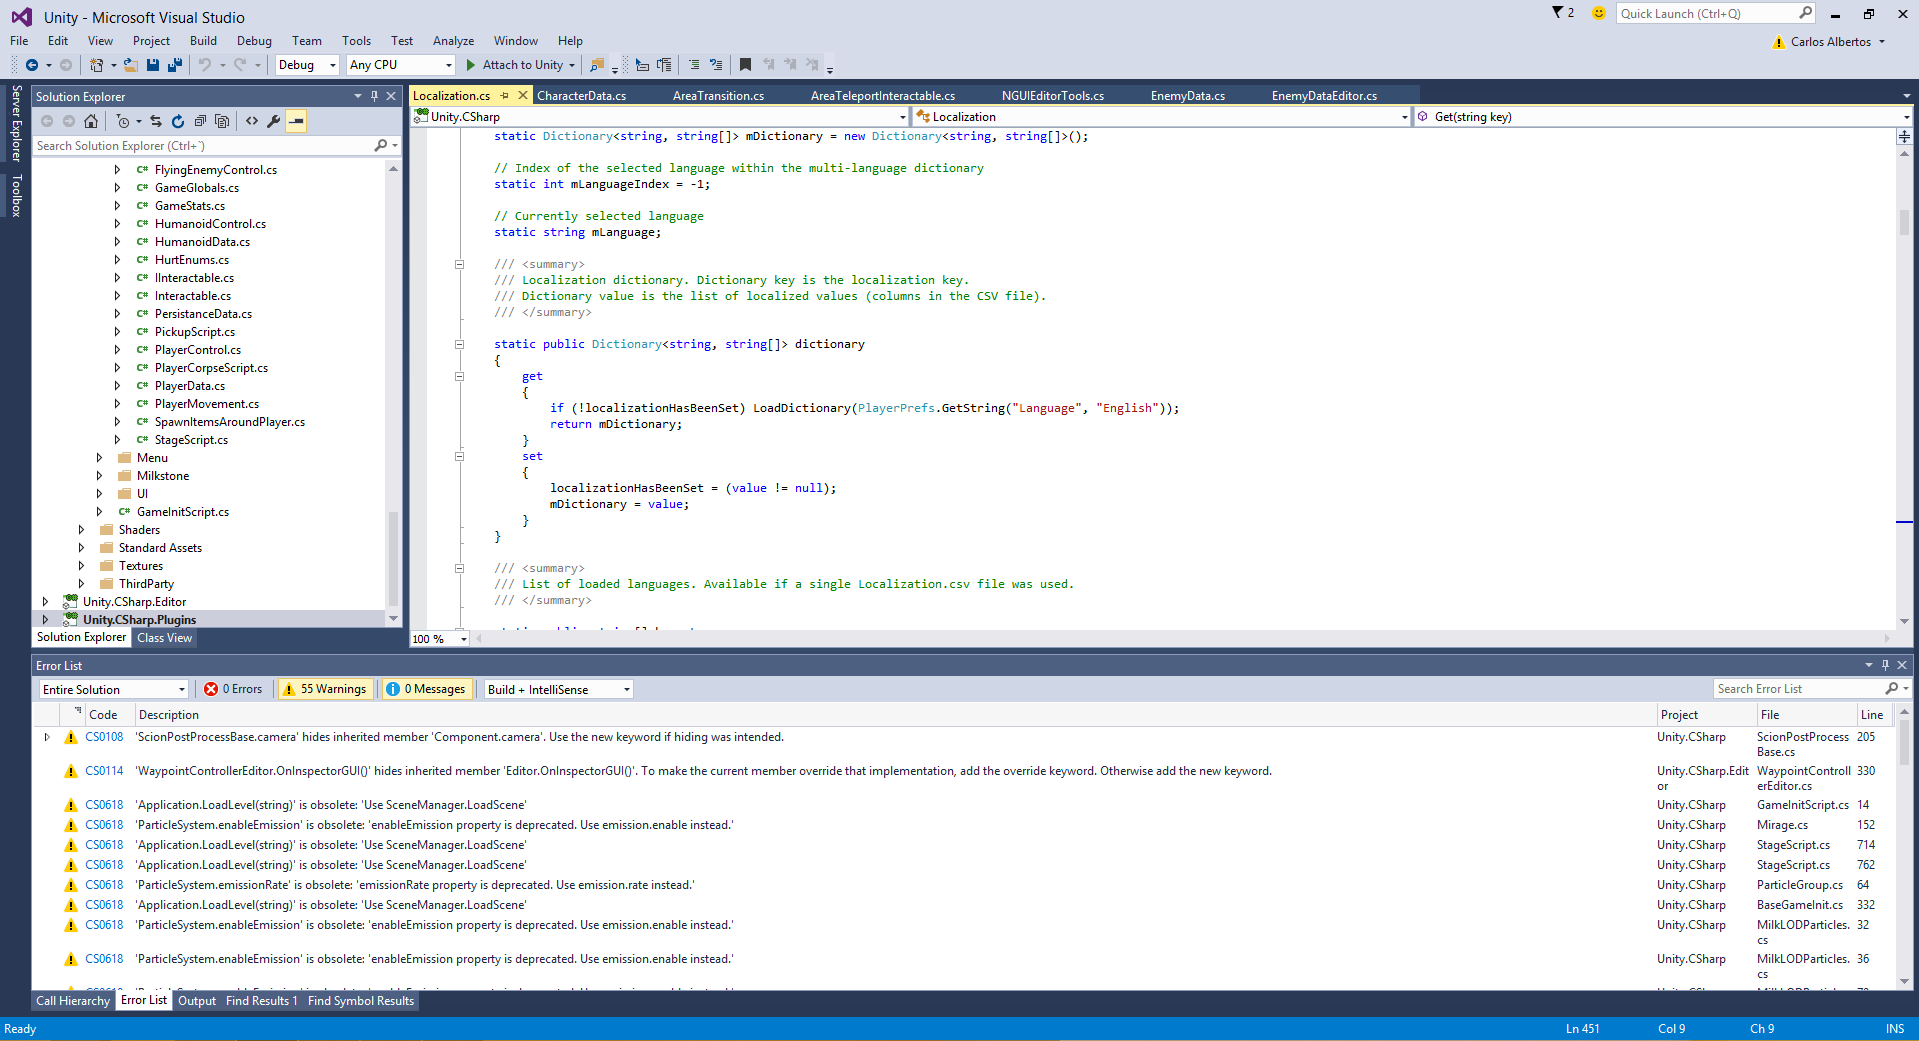 Unity - Microsoft Visual Studio
2
Quick Launch (Ctrl+Q)
File Edit View Project Build Debug Team Tools Test Analyze Window Help
Carlos Albertos
Debug Any CPU Attach to Unity
Server Explorer
Toolbox
Solution Explorer
Search Solution Explorer (Ctrl+¨)
C# FlyingEnemyControl.cs
C# GameGlobals.cs
C# GameStats.cs
C# HumanoidControl.cs
C# HumanoidData.cs
C# HurtEnums.cs
C# IInteractable.cs
C# Interactable.cs
C# PersistanceData.cs
C# PickupScript.cs
C# PlayerControl.cs
C# PlayerCorpseScript.cs
C# PlayerData.cs
C# PlayerMovement.cs
C# SpawnItemsAroundPlayer.cs
C# StageScript.cs
Menu
Milkstone
UI
C# GameInitScript.cs
Shaders
Standard Assets
Textures
ThirdParty
Unity.CSharp.Editor
Unity.CSharp.Plugins
Solution Explorer Class View
Localization.cs CharacterData.cs AreaTransition.cs AreaTeleportInteractable.cs NGUIEditorTools.cs EnemyData.cs EnemyDataEditor.cs
Unity.CSharp Localization Get(string key)
static Dictionary<string, string[]> mDictionary = new Dictionary<string, string[]>();
// Index of the selected language within the multi-language dictionary
static int mLanguageIndex = -1;
// Currently selected language
static string mLanguage;
/// <summary>
/// Localization dictionary. Dictionary key is the localization key.
/// Dictionary value is the list of localized values (columns in the CSV file).
/// </summary>
static public Dictionary<string, string[]> dictionary
{
get
{
if (!localizationHasBeenSet) LoadDictionary(PlayerPrefs.GetString("Language", "English"));
return mDictionary;
}
set
{
localizationHasBeenSet = (value != null);
mDictionary = value;
}
}
/// <summary>
/// List of loaded languages. Available if a single Localization.csv file was used.
/// </summary>
100 %
Error List
Entire Solution 0 Errors 55 Warnings 0 Messages Build + IntelliSense Search Error List
Code Description Project File Line
CS0108 'ScionPostProcessBase.camera' hides inherited member 'Component.camera'. Use the new keyword if hiding was intended. Unity.CSharp ScionPostProcess 205
Base.cs
CS0114 'WaypointControllerEditor.OnInspectorGUI()' hides inherited member 'Editor.OnInspectorGUI()'. To make the current member override that implementation, add the override keyword. Otherwise add the new keyword. Unity.CSharp.Edit WaypointControll 330
or erEditor.cs
CS0618 'Application.LoadLevel(string)' is obsolete: 'Use SceneManager.LoadScene' Unity.CSharp GameInitScript.cs 14
CS0618 'ParticleSystem.enableEmission' is obsolete: 'enableEmission property is deprecated. Use emission.enable instead.' Unity.CSharp Mirage.cs 152
CS0618 'Application.LoadLevel(string)' is obsolete: 'Use SceneManager.LoadScene' Unity.CSharp StageScript.cs 714
CS0618 'Application.LoadLevel(string)' is obsolete: 'Use SceneManager.LoadScene' Unity.CSharp StageScript.cs 762
CS0618 'ParticleSystem.emissionRate' is obsolete: 'emissionRate property is deprecated. Use emission.rate instead.' Unity.CSharp ParticleGroup.cs 64
CS0618 'Application.LoadLevel(string)' is obsolete: 'Use SceneManager.LoadScene' Unity.CSharp BaseGameInit.cs 332
CS0618 'ParticleSystem.enableEmission' is obsolete: 'enableEmission property is deprecated. Use emission.enable instead.' Unity.CSharp MilkLODParticles. 32
cs
CS0618 'ParticleSystem.enableEmission' is obsolete: 'enableEmission property is deprecated. Use emission.enable instead.' Unity.CSharp MilkLODParticles. 36
cs
Call Hierarchy Error List Output Find Results 1 Find Symbol Results
Ready Ln 451 Col 9 Ch 9 INS